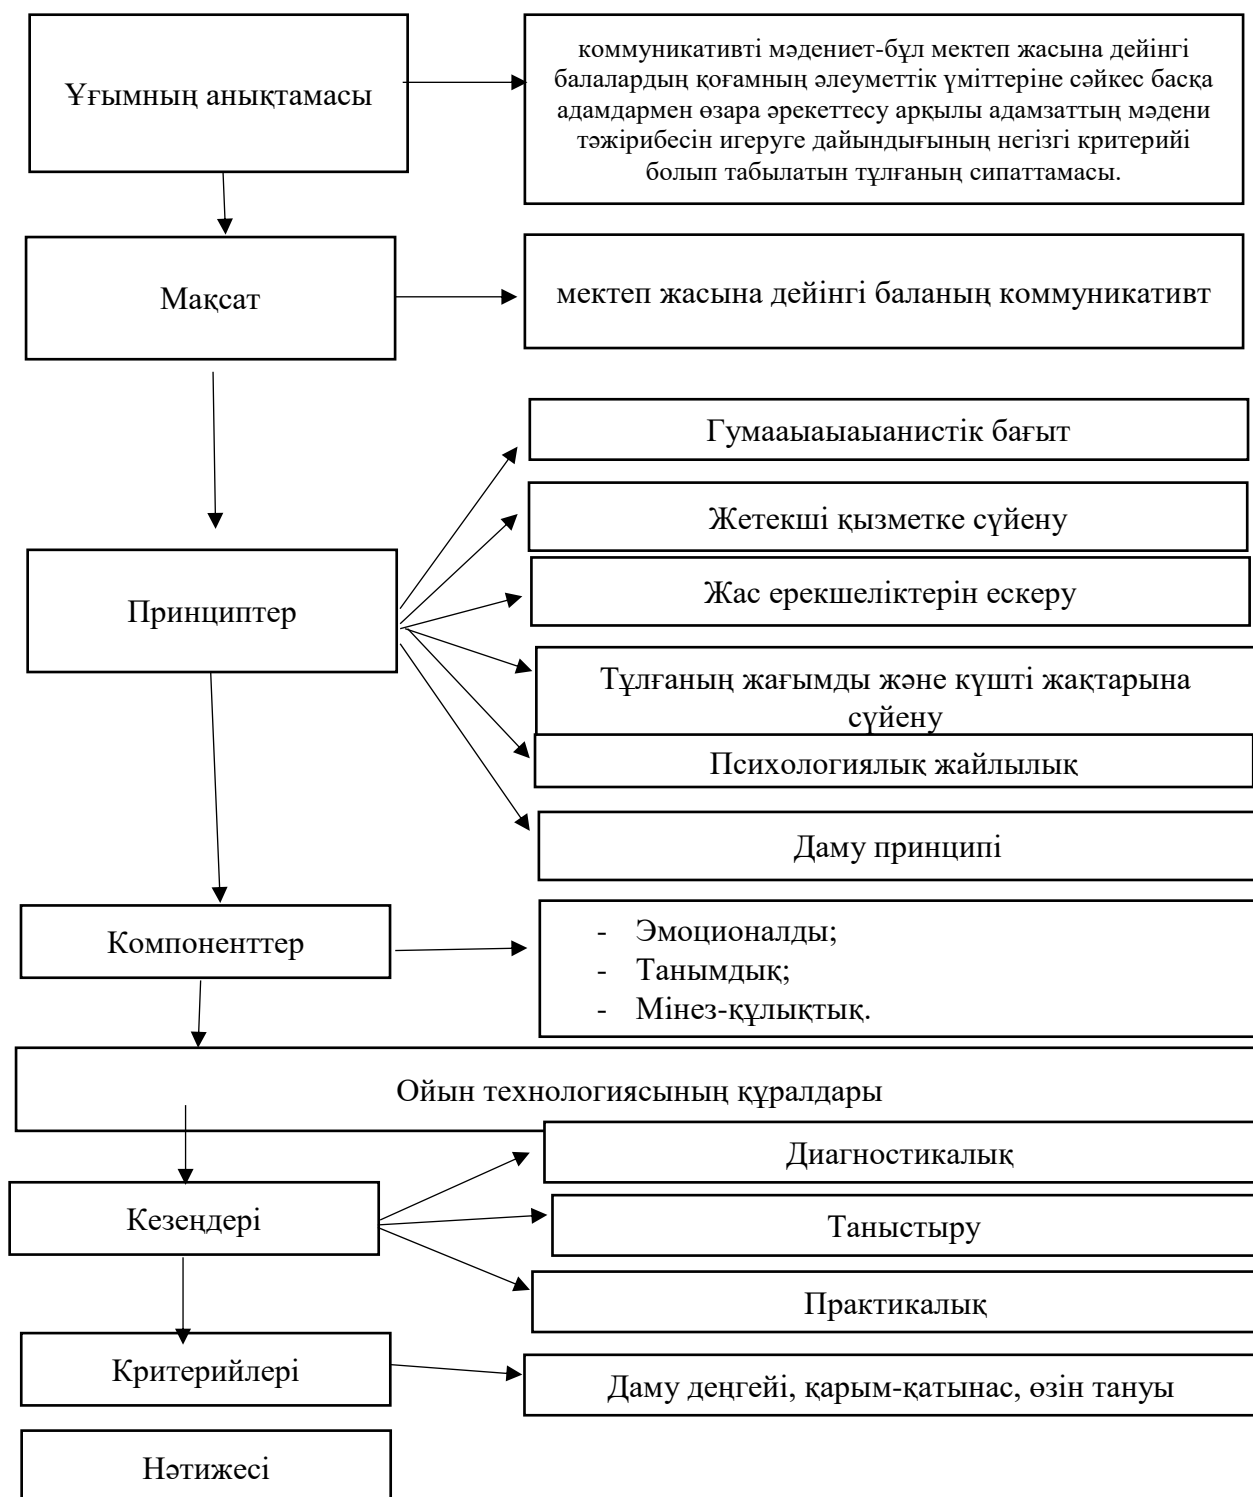 Ұғымның анықтамасы
коммуникативті мәдениет-бұл мектеп жасына дейінгі
балалардың қоғамның әлеуметтік үміттеріне сәйкес басқа
адамдармен өзара әрекеттесу арқылы адамзаттың мәдени
тәжірибесін игеруге дайындығының негізгі критерийі
болып табылатын тұлғаның сипаттамасы.
Мақсат
мектеп жасына дейінгі баланың коммуникативт
Гумааыаыаыанистік бағыт
Жетекші қызметке сүйену
Принциптер
Жас ерекшеліктерін ескеру
Тұлғаның жағымды және күшті жақтарына
сүйену
Психологиялық жайлылық
Даму принципі
Компоненттер
- Эмоционалды;
- Танымдық;
- Мінез-құлықтық.
Ойын технологиясының құралдары
Диагностикалық
Кезеңдері
Таныстыру
Практикалық
Критерийлері
Даму деңгейі, қарым-қатынас, өзін тануы
Нәтижесі